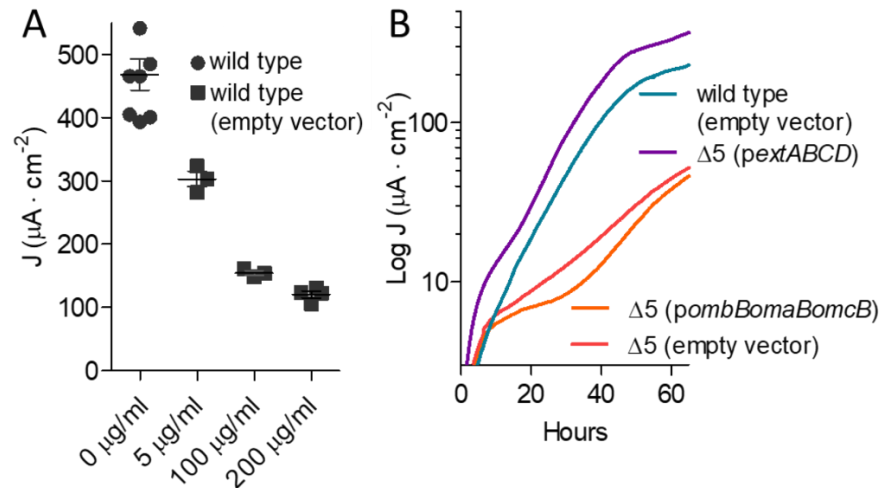 A
J (μA · cm⁻²)
500
400
300
200
100
0
wild type
wild type
(empty vector)
0 μg/ml
5 μg/ml
100 μg/ml
200 μg/ml
B
Log J (μA · cm⁻²)
100
10
wild type
(empty vector)
Δ5 (pextABCD)
Δ5 (pombBomaBomcB)
Δ5 (empty vector)
0
20
40
60
Hours